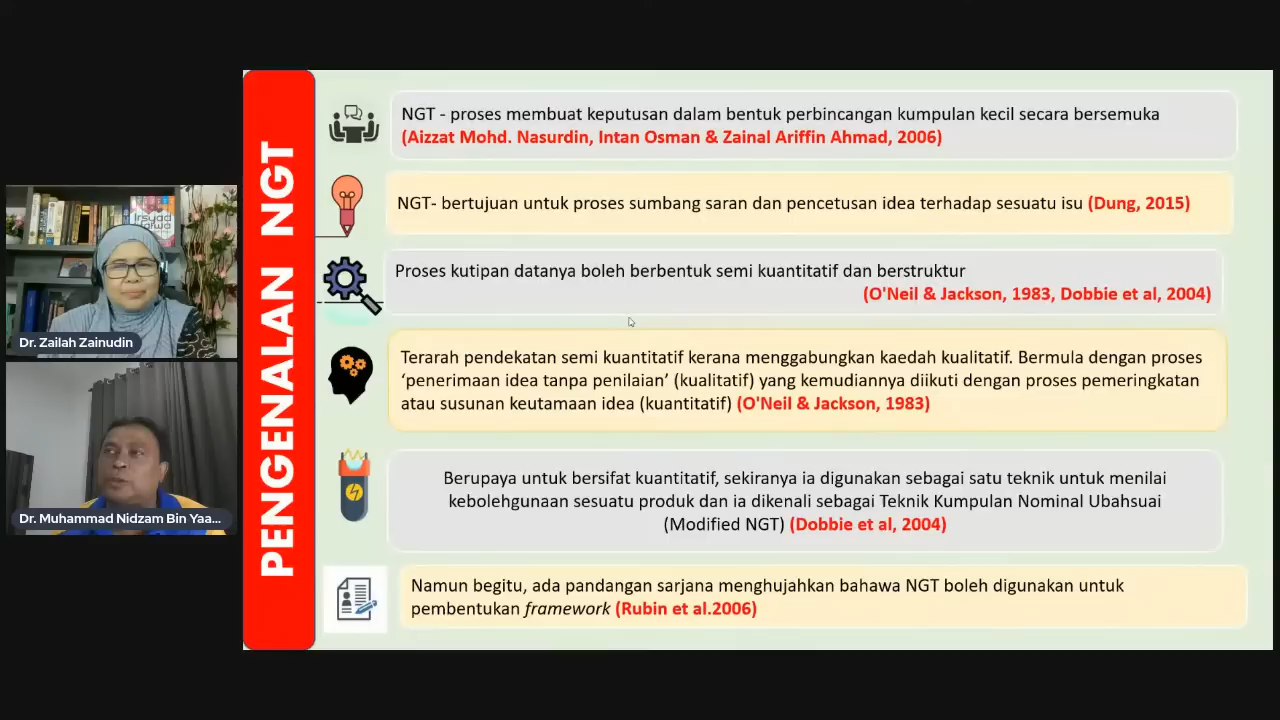 PENGENALAN NGT
NGT - proses membuat keputusan dalam bentuk perbincangan kumpulan kecil secara bersemuka
(Aizzat Mohd. Nasurdin, Intan Osman & Zainal Ariffin Ahmad, 2006)
NGT- bertujuan untuk proses sumbang saran dan pencetusan idea terhadap sesuatu isu (Dung, 2015)
Proses kutipan datanya boleh berbentuk semi kuantitatif dan berstruktur
(O'Neil & Jackson, 1983, Dobbie et al, 2004)
Terarah pendekatan semi kuantitatif kerana menggabungkan kaedah kualitatif. Bermula dengan proses
‘penerimaan idea tanpa penilaian’ (kualitatif) yang kemudiannya diikuti dengan proses pemeringkatan
atau susunan keutamaan idea (kuantitatif) (O'Neil & Jackson, 1983)
Berupaya untuk bersifat kuantitatif, sekiranya ia digunakan sebagai satu teknik untuk menilai
kebolehgunaan sesuatu produk dan ia dikenali sebagai Teknik Kumpulan Nominal Ubahsuai
(Modified NGT) (Dobbie et al, 2004)
Namun begitu, ada pandangan sarjana menghujahkan bahawa NGT boleh digunakan untuk
pembentukan framework (Rubin et al.2006)
Irsyad
Fatwa
Dr. Zailah Zainudin
Dr. Muhammad Nidzam Bin Yaa...